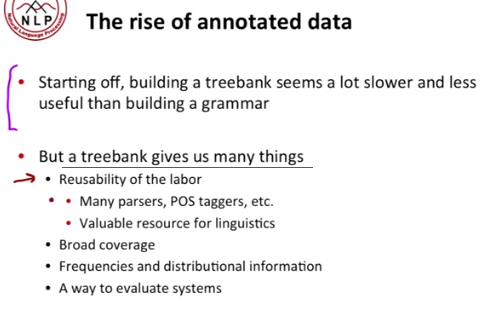 NLP
Natural Language Processing
The rise of annotated data
• Starting off, building a treebank seems a lot slower and less
useful than building a grammar
• But a treebank gives us many things
• Reusability of the labor
• Many parsers, POS taggers, etc.
• Valuable resource for linguistics
• Broad coverage
• Frequencies and distributional information
• A way to evaluate systems